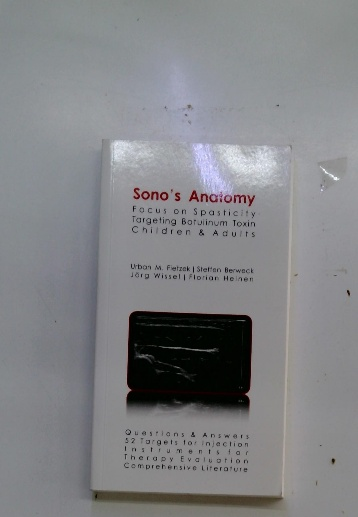 Sono's Anatomy
Focus on Spasticity
Targeting Botulinum Toxin
Children & Adults
Urban M. Fietzek | Steffen Berweck
Jörg Wissel | Florian Heinen
Questions & Answers
52 Targets for Injection
Instruments for
Therapy Evaluation
Comprehensive Literature